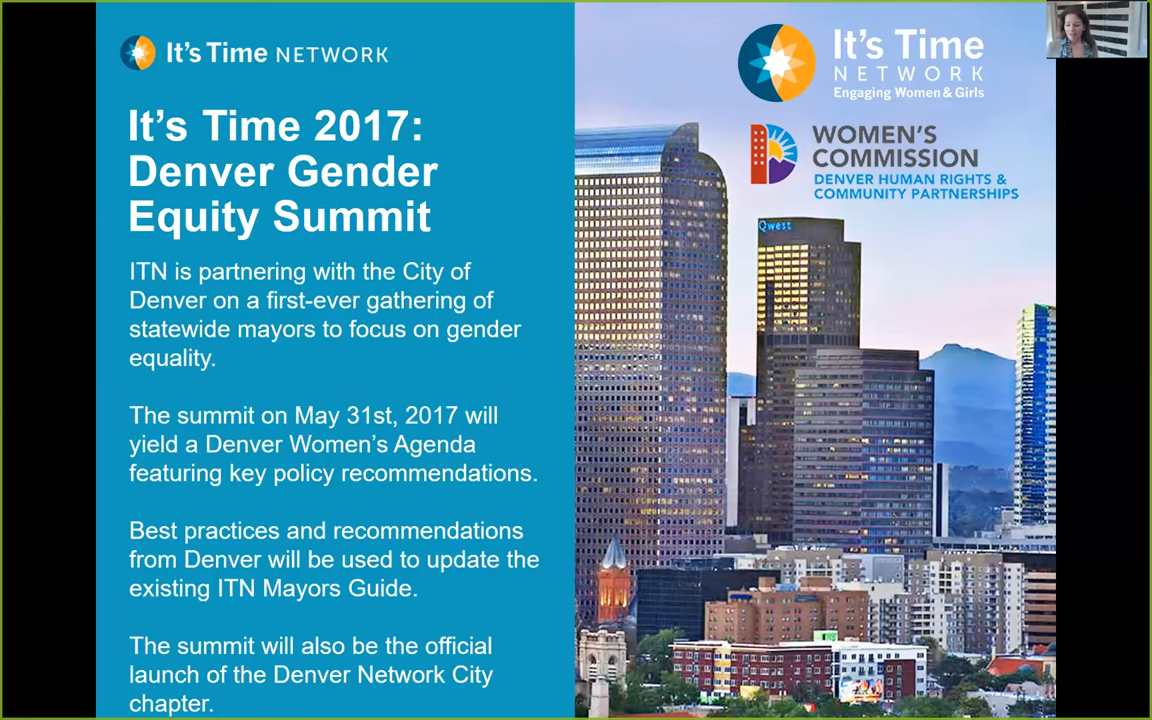 It's Time NETWORK
It's Time 2017:
Denver Gender
Equity Summit
ITN is partnering with the City of
Denver on a first-ever gathering of
statewide mayors to focus on gender
equality.
The summit on May 31st, 2017 will
yield a Denver Women's Agenda
featuring key policy recommendations.
Best practices and recommendations
from Denver will be used to update the
existing ITN Mayors Guide.
The summit will also be the official
launch of the Denver Network City
chapter.
It's Time
NETWORK
Engaging Women & Girls
WOMEN'S
COMMISSION
DENVER HUMAN RIGHTS &
COMMUNITY PARTNERSHIPS
Qwest